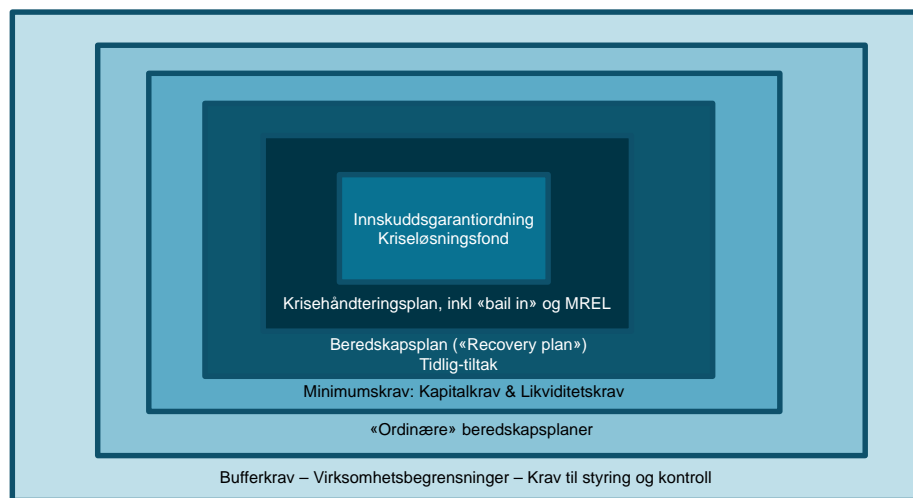 Innskuddsgarantiordning
Kriseløsningsfond
Krisehåndteringsplan, inkl «bail in» og MREL
Beredskapsplan («Recovery plan»)
Tidlig-tiltak
Minimumskrav: Kapitalkrav & Likviditetskrav
«Ordinære» beredskapsplaner
Bufferkrav – Virksomhetsbegrensninger – Krav til styring og kontroll